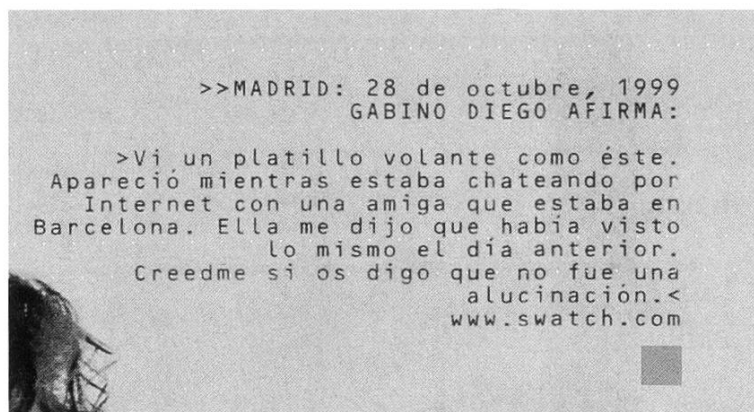 >>MADRID: 28 de octubre, 1999
GABINO DIEGO AFIRMA:
>Vi un platillo volante como éste.
Apareció mientras estaba chateando por
Internet con una amiga que estaba en
Barcelona. Ella me dijo que había visto
lo mismo el día anterior.
Creedme si os digo que no fue una
alucinación.<
www.swatch.com